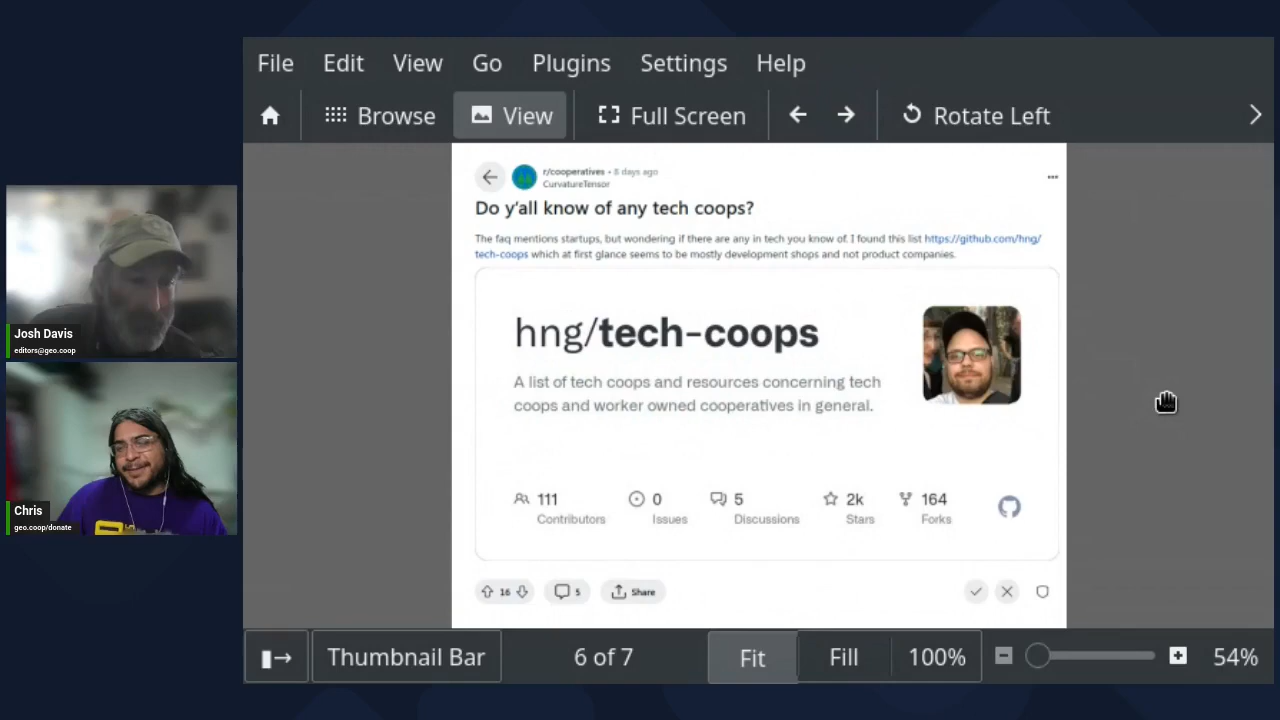 File Edit View Go Plugins Settings Help
Browse View Full Screen Rotate Left
r/cooperatives • 8 days ago
CurvatureTensor
Do y'all know of any tech coops?
The faq mentions startups, but wondering if there are any in tech you know of. I found this list https://github.com/hng/
tech-coops which at first glance seems to be mostly development shops and not product companies.
hng/tech-coops
A list of tech coops and resources concerning tech
coops and worker owned cooperatives in general.
111 0 5 2k 164
Contributors Issues Discussions Stars Forks
16 5 Share
Thumbnail Bar 6 of 7 Fit Fill 100% 54%
Josh Davis
editors@geo.coop
Chris
geo.coop/donate